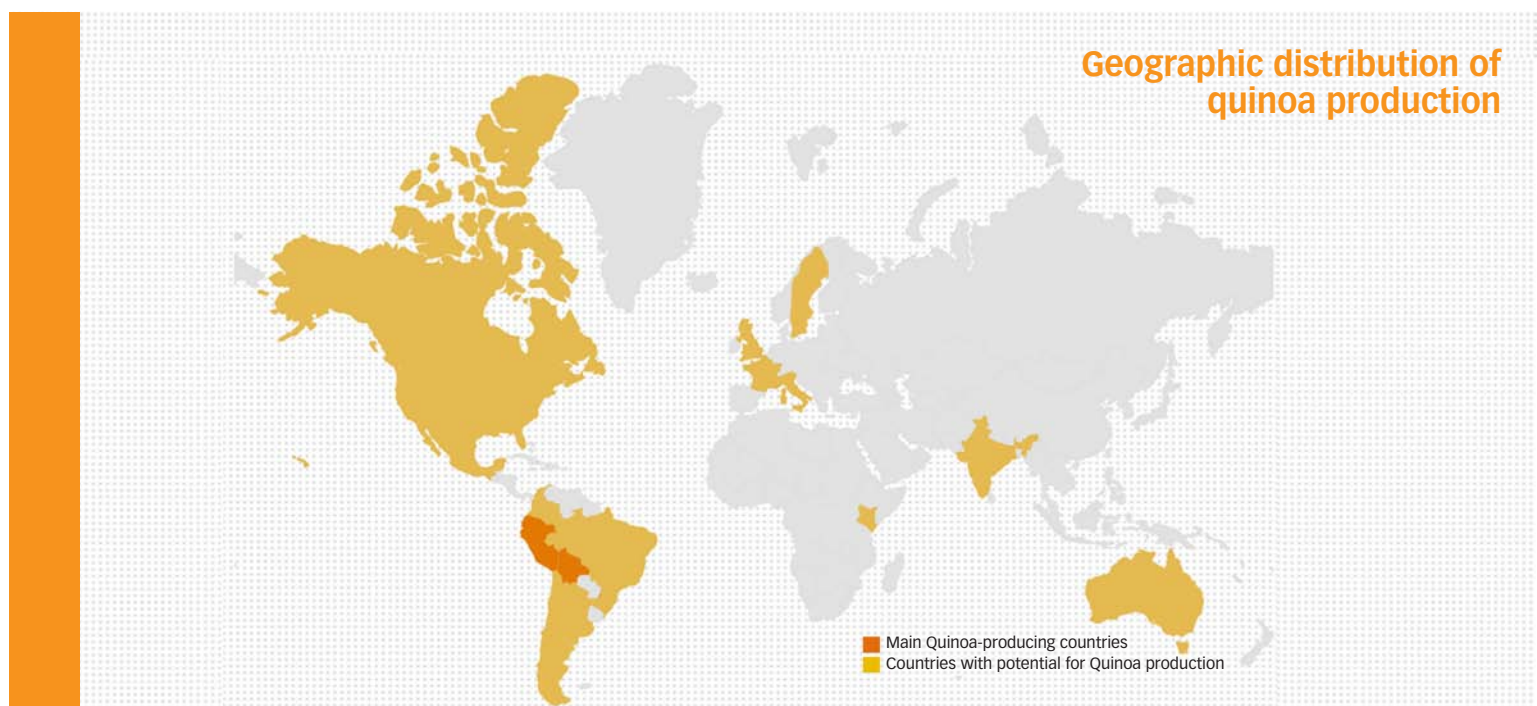 Geographic distribution of
quinoa production
Main Quinoa-producing countries
Countries with potential for Quinoa production